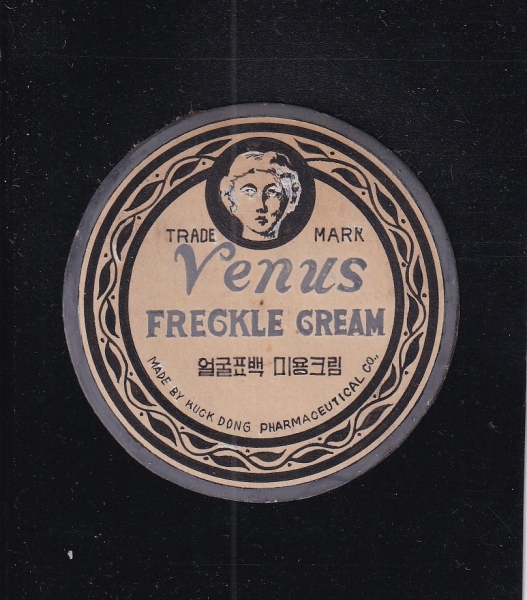 TRADE MARK
Venus
FRECKLE CREAM
얼굴표백 미용크림
MADE BY KUCK DONG PHARMACEUTICAL CO.,